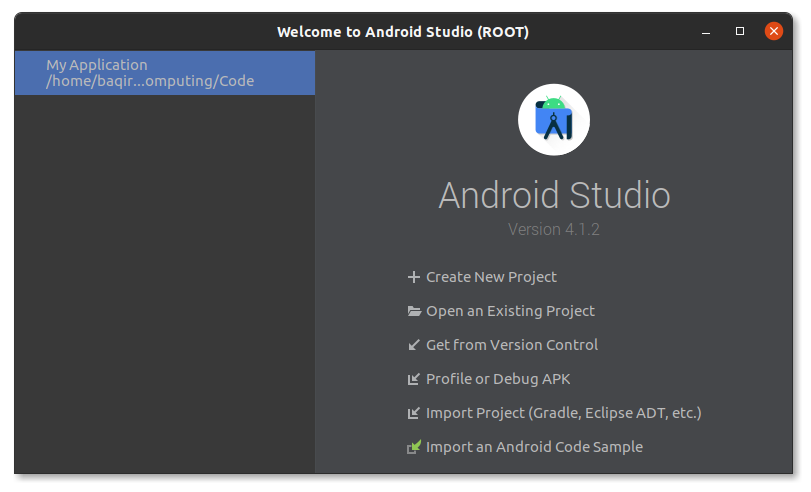 Welcome to Android Studio (ROOT)
My Application
/home/baqir...omputing/Code
Android Studio
Version 4.1.2
Create New Project
Open an Existing Project
Get from Version Control
Profile or Debug APK
Import Project (Gradle, Eclipse ADT, etc.)
Import an Android Code Sample